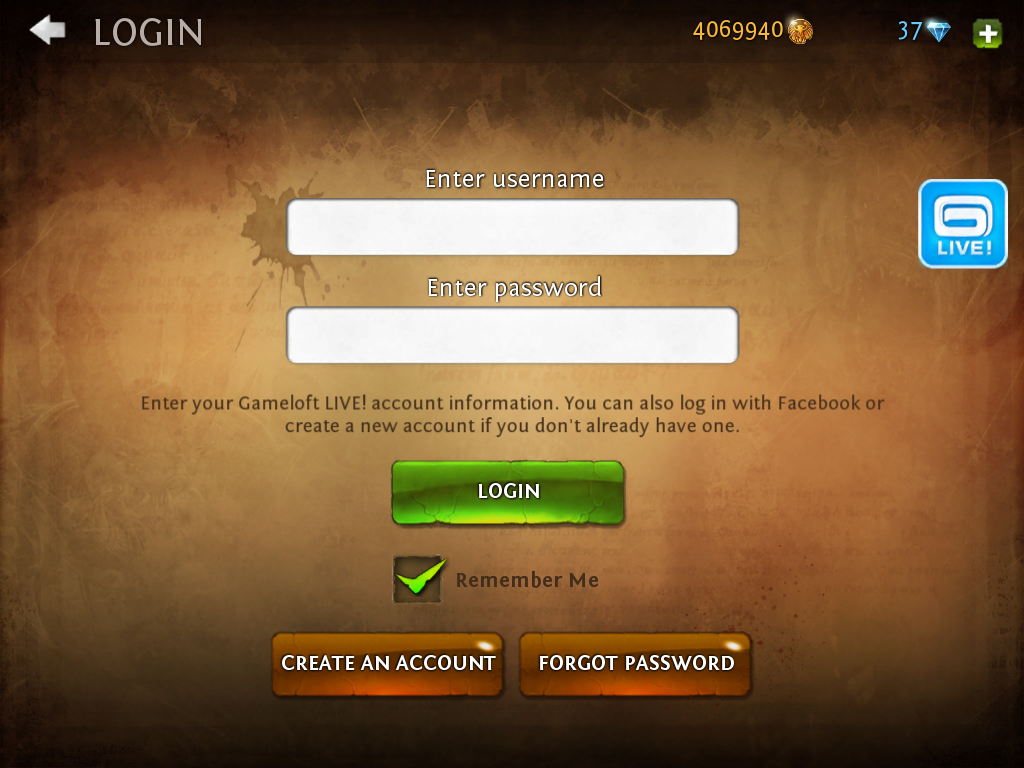 LOGIN
4069940
37
Enter username
LIVE!
Enter password
Enter your Gameloft LIVE! account information. You can also log in with Facebook or
create a new account if you don't already have one.
LOGIN
Remember Me
CREATE AN ACCOUNT
FORGOT PASSWORD